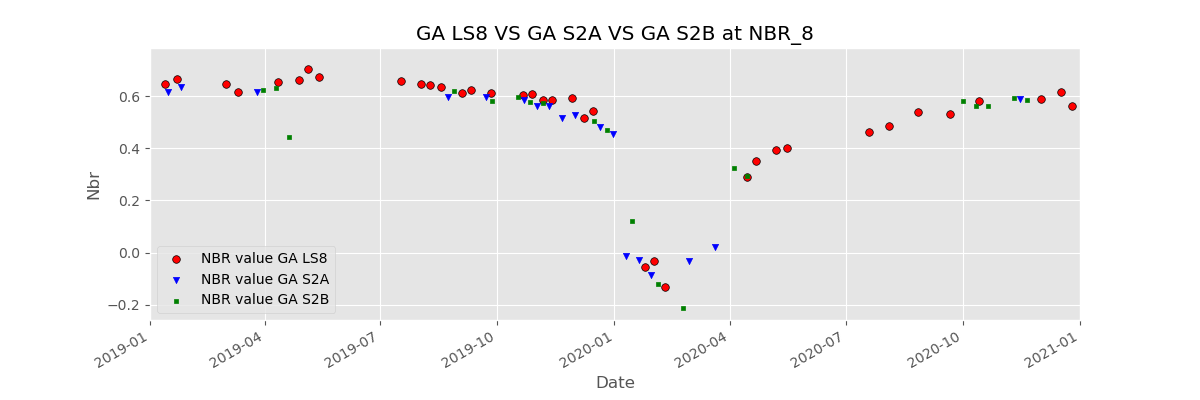 GA LS8 VS GA S2A VS GA S2B at NBR_8
0.6
0.4
0.2
0.0
−0.2
Nbr
NBR value GA LS8
NBR value GA S2A
NBR value GA S2B
2019-01
2019-04
2019-07
2019-10
2020-01
2020-04
2020-07
2020-10
2021-01
Date